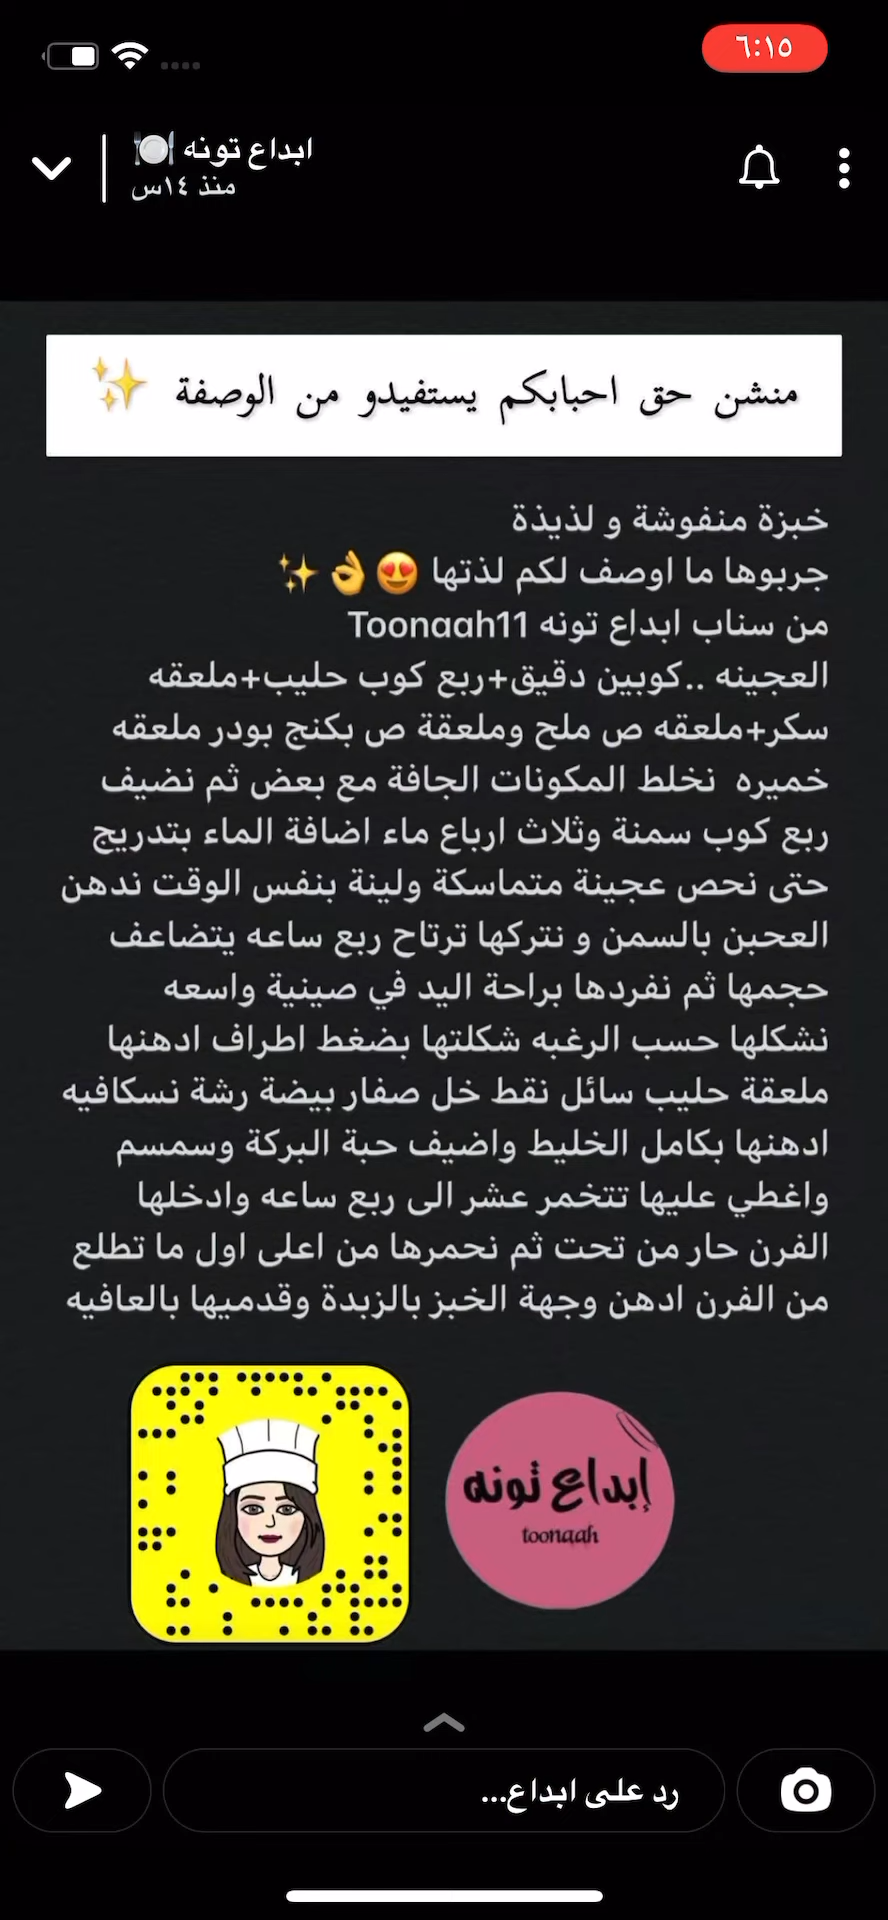 ٦:١٥
ابداع تونه 🍽️
منذ ١٤س
منشن حق احبابكم يستفيدو من الوصفة ✨
خبزة منفوشة و لذيذة
جربوها ما اوصف لكم لذتها 😍👌✨
من سناب ابداع تونه Toonaah11
العجينه ..كوبين دقيق+ربع كوب حليب+ملعقه
سكر+ملعقه ص ملح وملعقة ص بكنج بودر ملعقه
خميره نخلط المكونات الجافة مع بعض ثم نضيف
ربع كوب سمنة وثلاث ارباع ماء اضافة الماء بتدريج
حتى نحص عجينة متماسكة ولينة بنفس الوقت ندهن
العحبن بالسمن و نتركها ترتاح ربع ساعه يتضاعف
حجمها ثم نفردها براحة اليد في صينية واسعه
نشكلها حسب الرغبه شكلتها بضغط اطراف ادهنها
ملعقة حليب سائل نقط خل صفار بيضة رشة نسكافيه
ادهنها بكامل الخليط واضيف حبة البركة وسمسم
واغطي عليها تتخمر عشر الى ربع ساعه وادخلها
الفرن حار من تحت ثم نحمرها من اعلى اول ما تطلع
من الفرن ادهن وجهة الخبز بالزبدة وقدميها بالعافيه
إبداع تونه
toonaah
رد على ابداع...